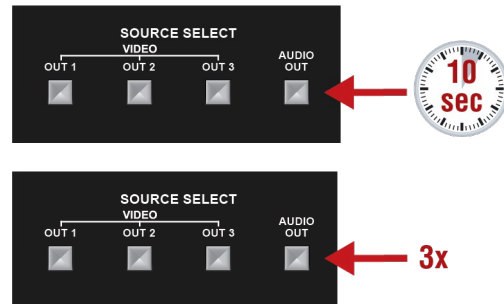 SOURCE SELECT
VIDEO
OUT 1 OUT 2 OUT 3 AUDIO OUT
10 sec
SOURCE SELECT
VIDEO
OUT 1 OUT 2 OUT 3 AUDIO OUT
3x